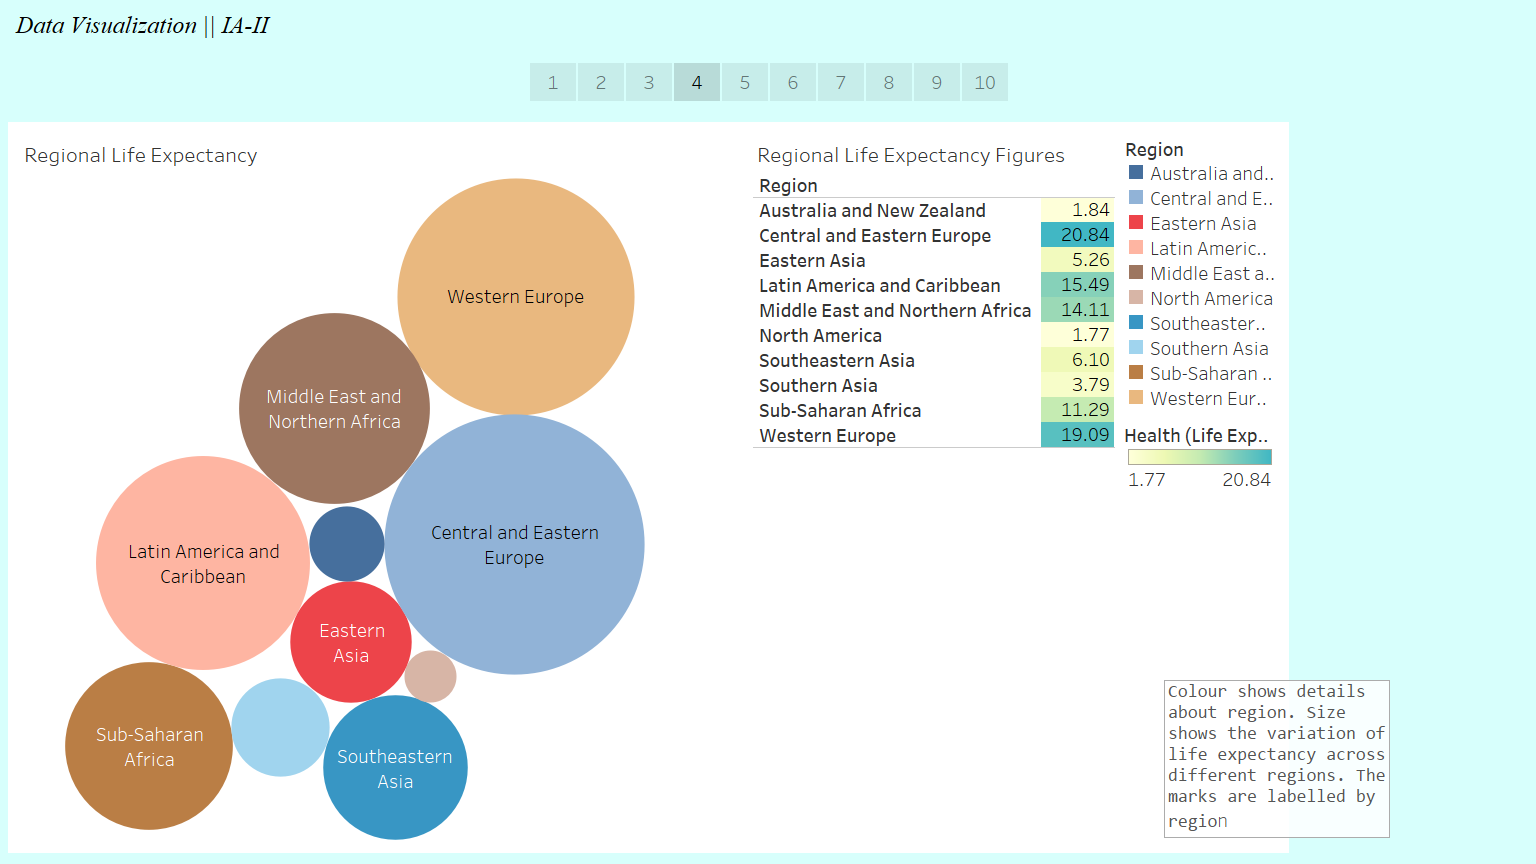 Data Visualization || IA-II
1 2 3 4 5 6 7 8 9 10
Regional Life Expectancy
Western Europe
Middle East and
Northern Africa
Central and Eastern
Europe
Latin America and
Caribbean
Eastern
Asia
Sub-Saharan
Africa
Southeastern
Asia
Regional Life Expectancy Figures
Region
Australia and New Zealand 1.84
Central and Eastern Europe 20.84
Eastern Asia 5.26
Latin America and Caribbean 15.49
Middle East and Northern Africa 14.11
North America 1.77
Southeastern Asia 6.10
Southern Asia 3.79
Sub-Saharan Africa 11.29
Western Europe 19.09
Region
Australia and..
Central and E..
Eastern Asia
Latin Americ..
Middle East a..
North America
Southeaster..
Southern Asia
Sub-Saharan ..
Western Eur..
Health (Life Exp..
1.77 20.84
Colour shows details
about region. Size
shows the variation of
life expectancy across
different regions. The
marks are labelled by
region